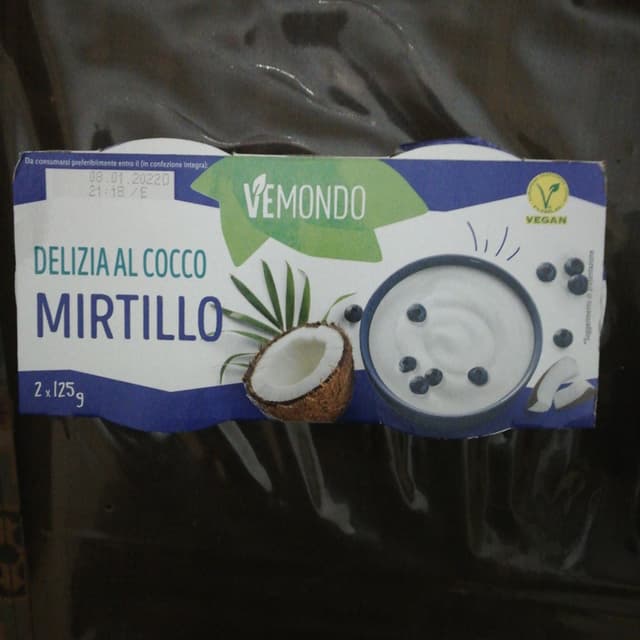 Da consumarsi preferibilmente entro il (in confezione integra):
08.01.2022D
21:18/E
VEMONDO
V
VEGAN
DELIZIA AL COCCO
MIRTILLO
2 x 125g